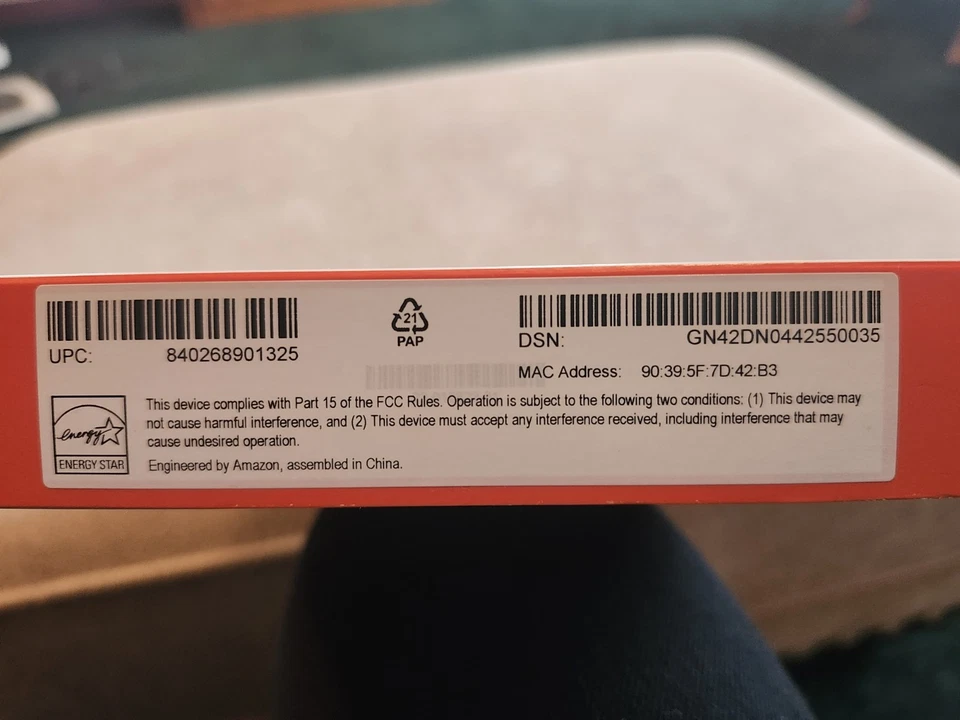 UPC: 840268901325
21
PAP
DSN: GN42DN0442550035
MAC Address: 90:39:5F:7D:42:B3
energy
ENERGY STAR
This device complies with Part 15 of the FCC Rules. Operation is subject to the following two conditions: (1) This device may
not cause harmful interference, and (2) This device must accept any interference received, including interference that may
cause undesired operation.
Engineered by Amazon, assembled in China.